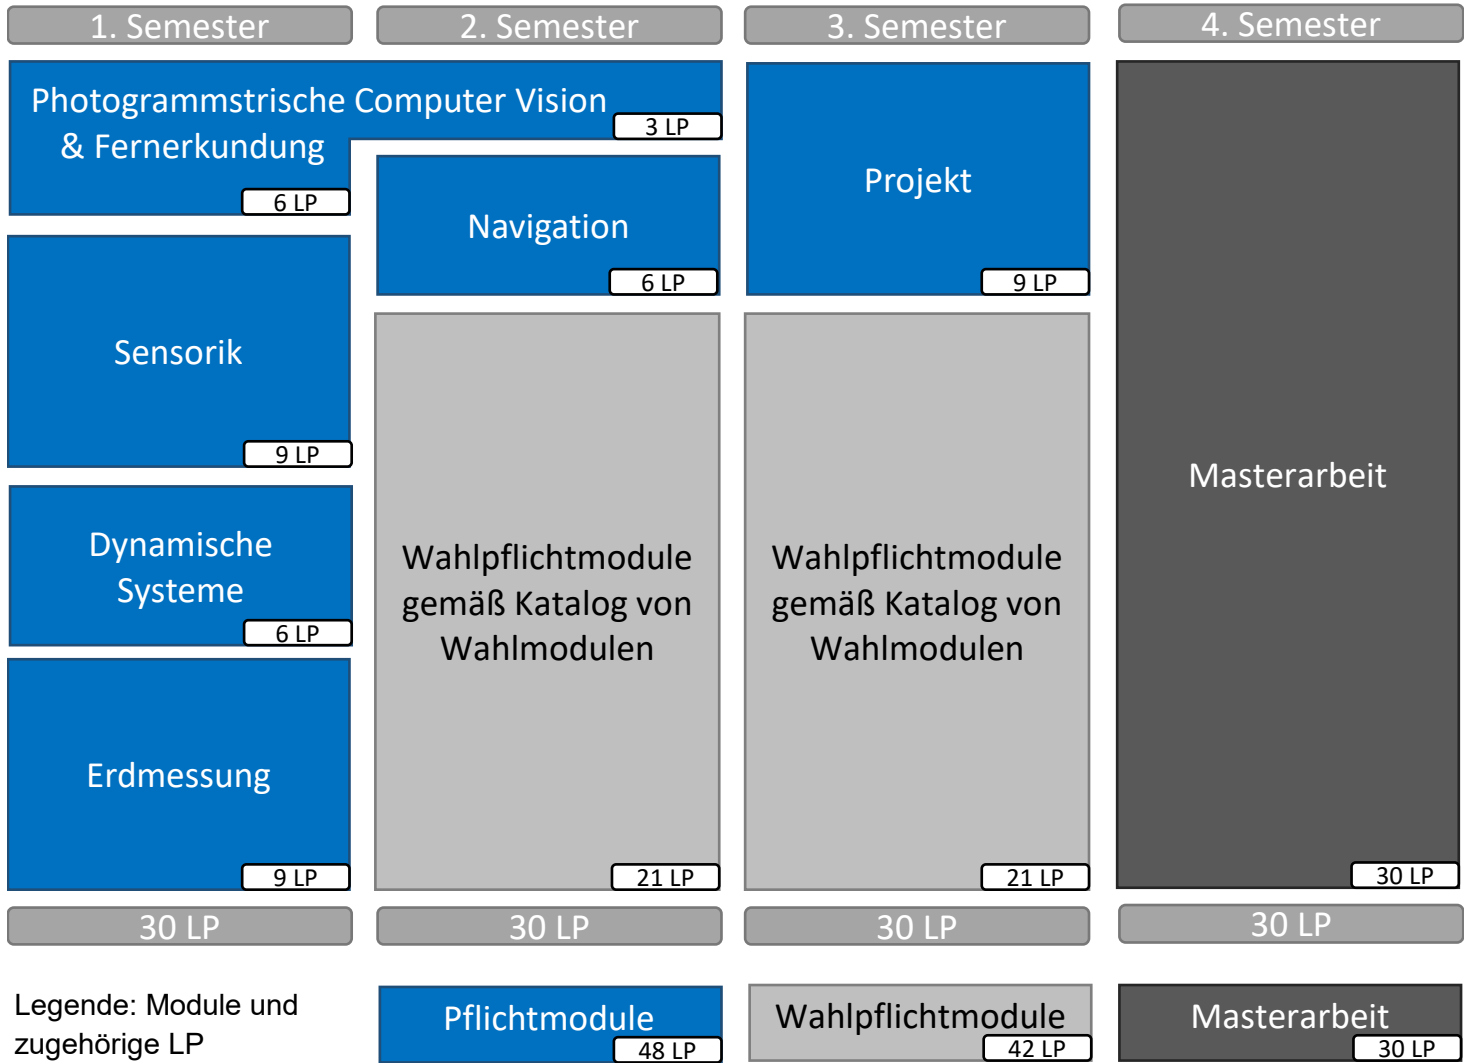 1. Semester
2. Semester
3. Semester
4. Semester
Photogrammstrische Computer Vision
& Fernerkundung
3 LP
6 LP
Sensorik
9 LP
Dynamische
Systeme
6 LP
Erdmessung
9 LP
Navigation
6 LP
Wahlpflichtmodule
gemäß Katalog von
Wahlmodulen
21 LP
Projekt
9 LP
Wahlpflichtmodule
gemäß Katalog von
Wahlmodulen
21 LP
Masterarbeit
30 LP
30 LP
30 LP
30 LP
30 LP
Legende: Module und
zugehörige LP
Pflichtmodule
48 LP
Wahlpflichtmodule
42 LP
Masterarbeit
30 LP